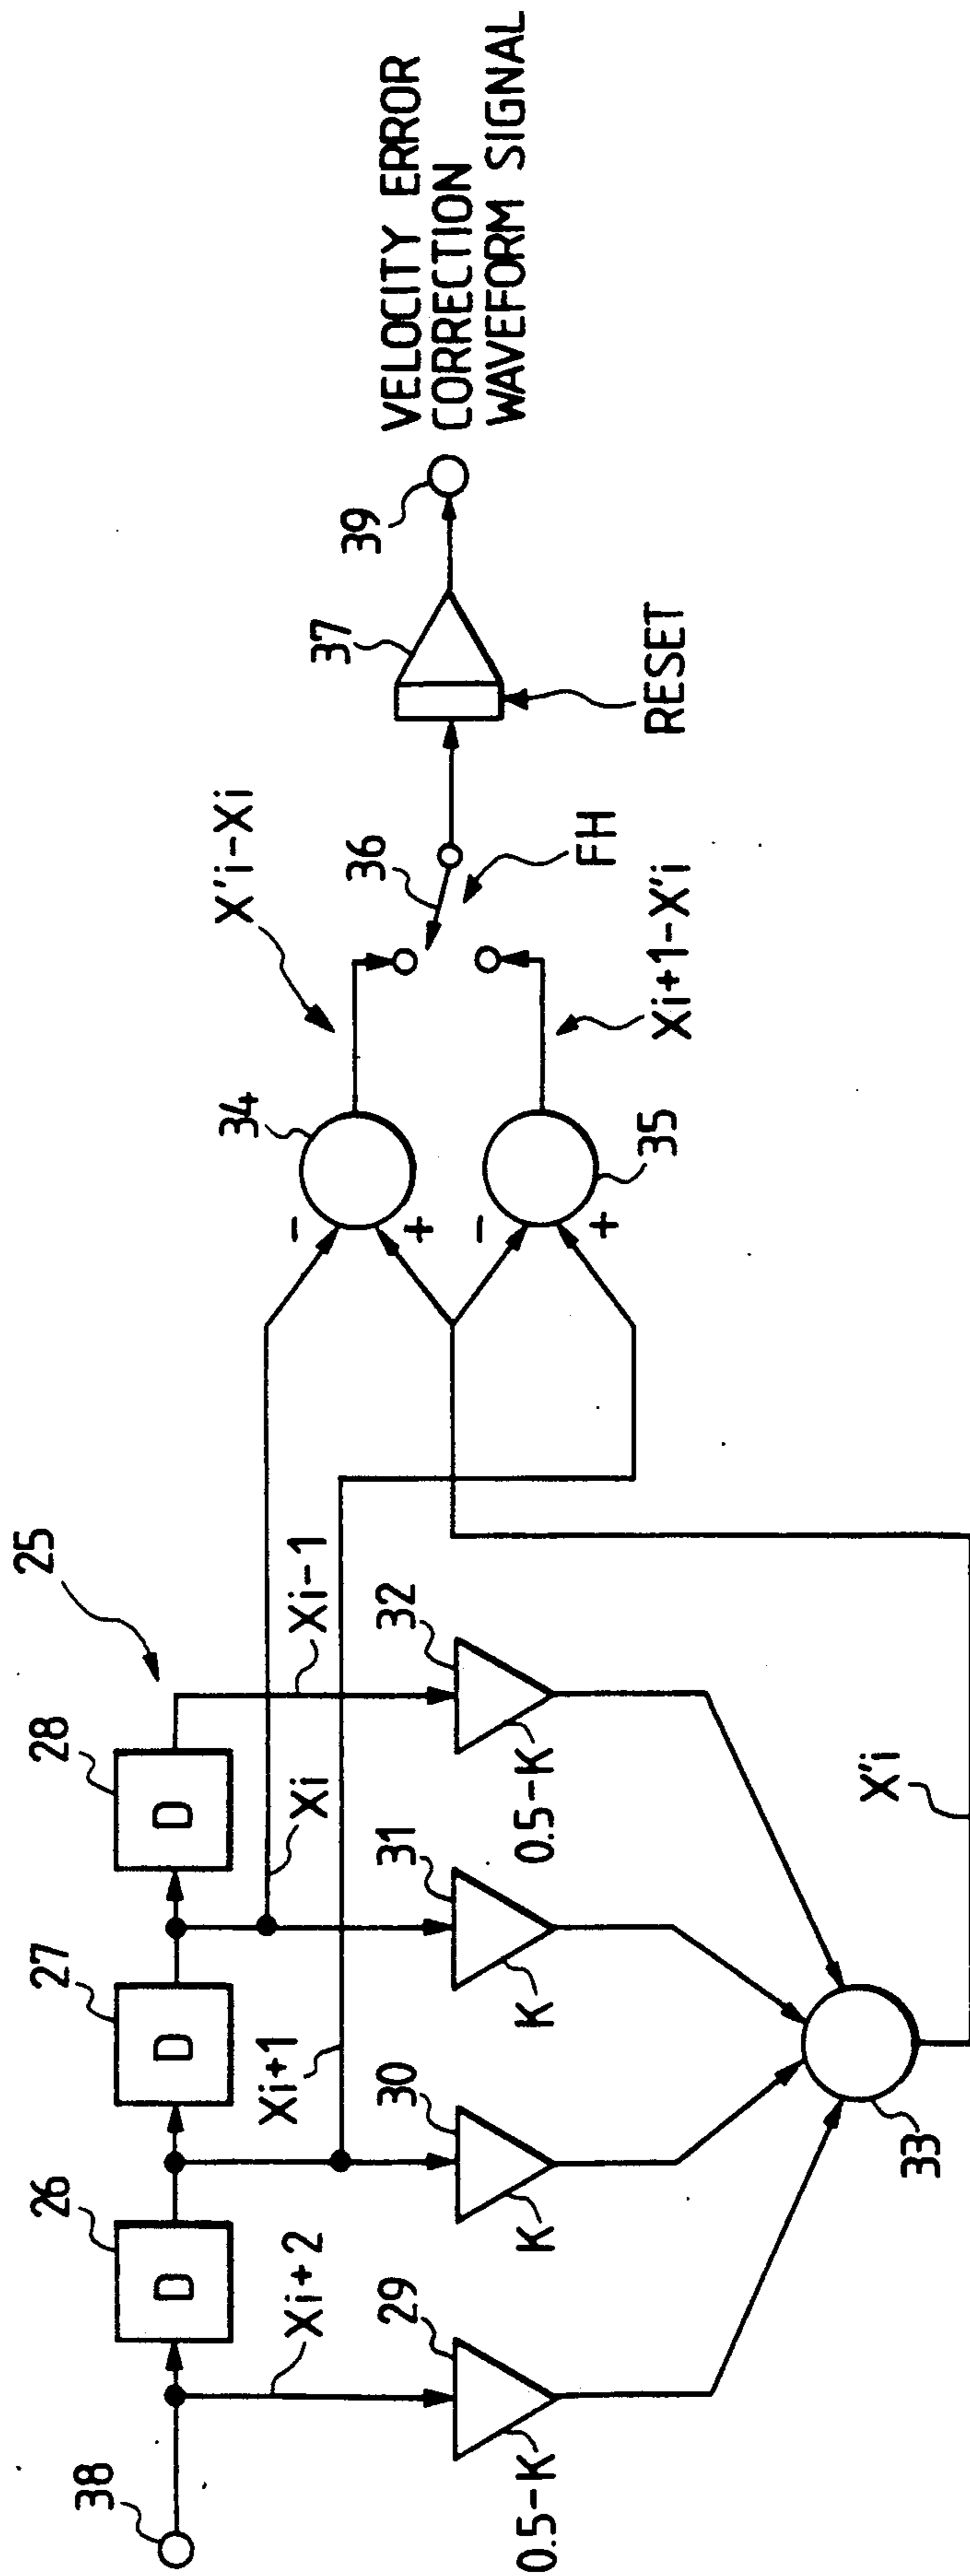 25
38
26
27
28
D
D
D
Xi+2
Xi+1
Xi
Xi-1
29
30
31
32
0.5-K
K
K
0.5-K
33
X'i
34
-
+
35
-
+
X'i-Xi
Xi+1-X'i
36
FH
37
RESET
39
VELOCITY ERROR
CORRECTION
WAVEFORM SIGNAL